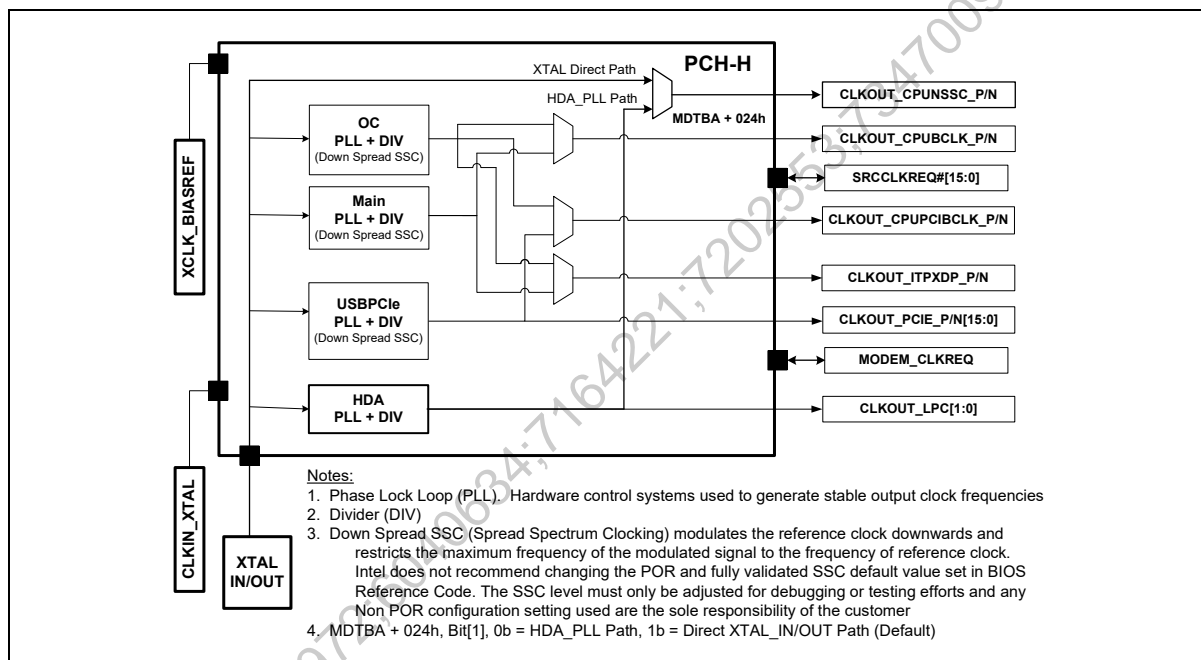 PCH-H
XTAL Direct Path
HDA_PLL Path
MDTBA + 024h
XCLK_BIASREF
CLKIN_XTAL
XTAL
IN/OUT
OC
PLL + DIV
(Down Spread SSC)
Main
PLL + DIV
(Down Spread SSC)
USBPCIe
PLL + DIV
(Down Spread SSC)
HDA
PLL + DIV
CLKOUT_CPUNSSC_P/N
CLKOUT_CPUBCLK_P/N
SRCCLKREQ#[15:0]
CLKOUT_CPUPCIBCLK_P/N
CLKOUT_ITPXDP_P/N
CLKOUT_PCIE_P/N[15:0]
MODEM_CLKREQ
CLKOUT_LPC[1:0]
Notes:
1. Phase Lock Loop (PLL). Hardware control systems used to generate stable output clock frequencies
2. Divider (DIV)
3. Down Spread SSC (Spread Spectrum Clocking) modulates the reference clock downwards and
restricts the maximum frequency of the modulated signal to the frequency of reference clock.
Intel does not recommend changing the POR and fully validated SSC default value set in BIOS
Reference Code. The SSC level must only be adjusted for debugging or testing efforts and any
Non POR configuration setting used are the sole responsibility of the customer
4. MDTBA + 024h, Bit[1], 0b = HDA_PLL Path, 1b = Direct XTAL_IN/OUT Path (Default)